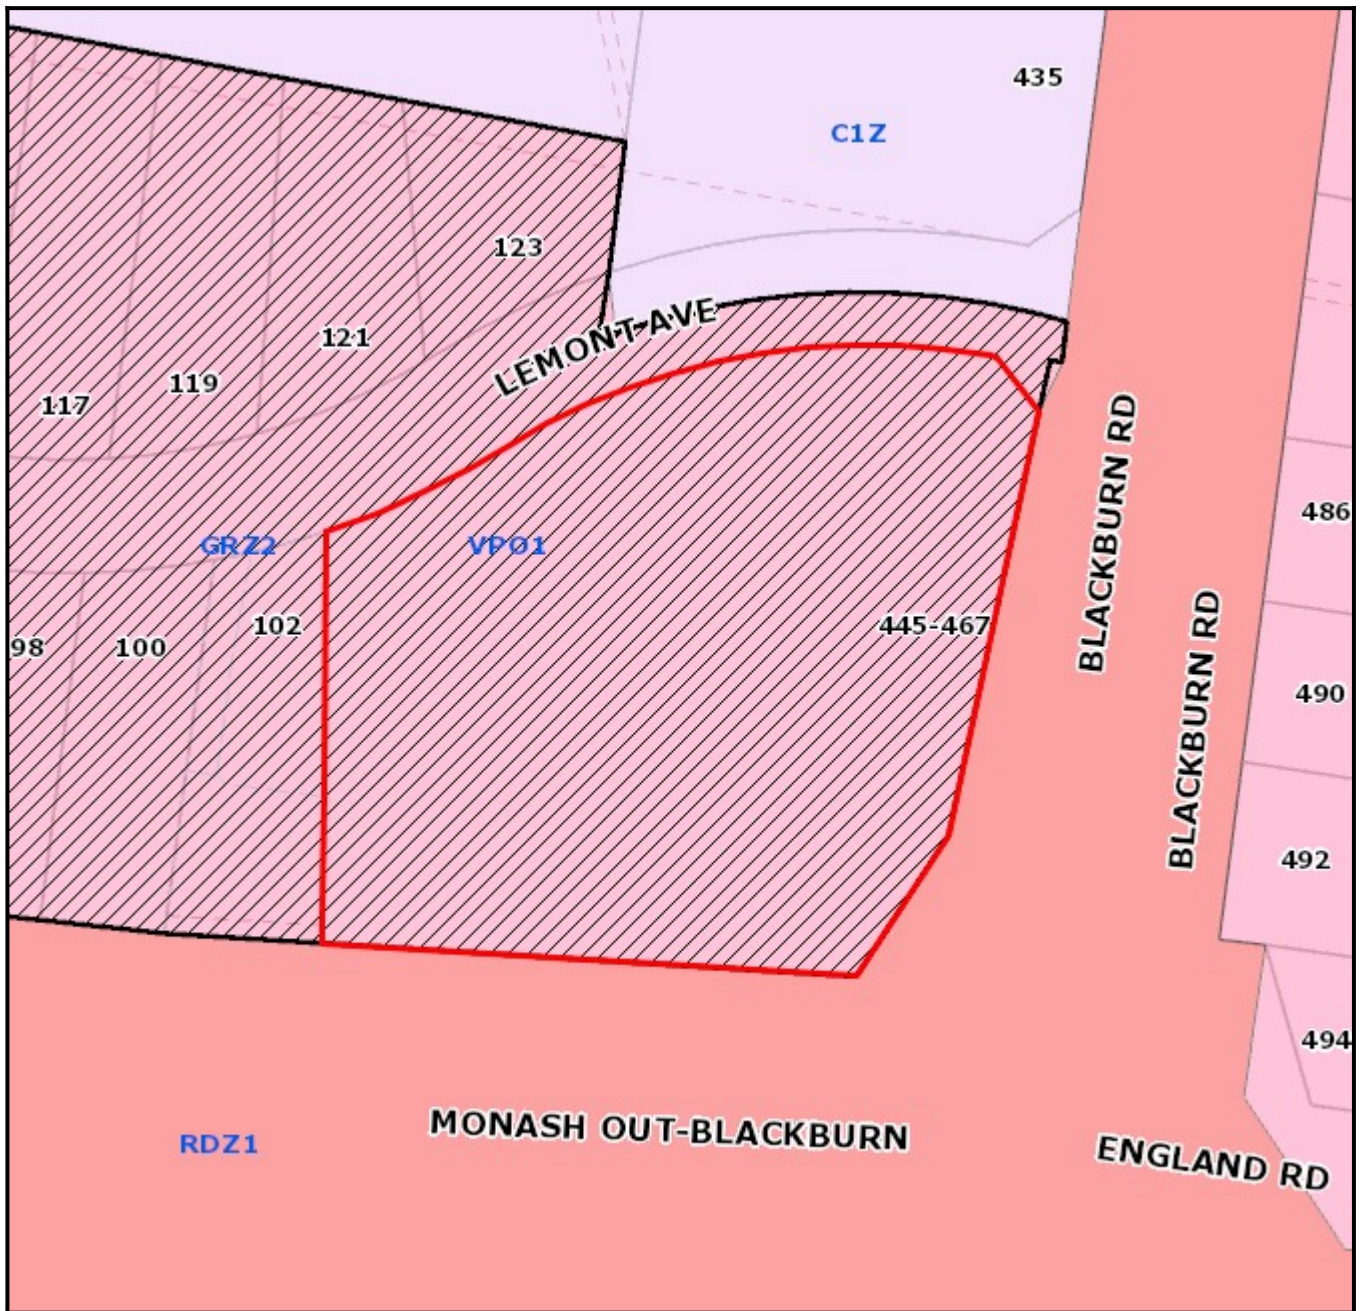 435
C1Z
123
LEMONT AVE
121
119
117
BLACKBURN RD
486
GRZ2
VPO1
102
445-467
98
100
BLACKBURN RD
490
492
494
MONASH OUT-BLACKBURN
ENGLAND RD
RDZ1